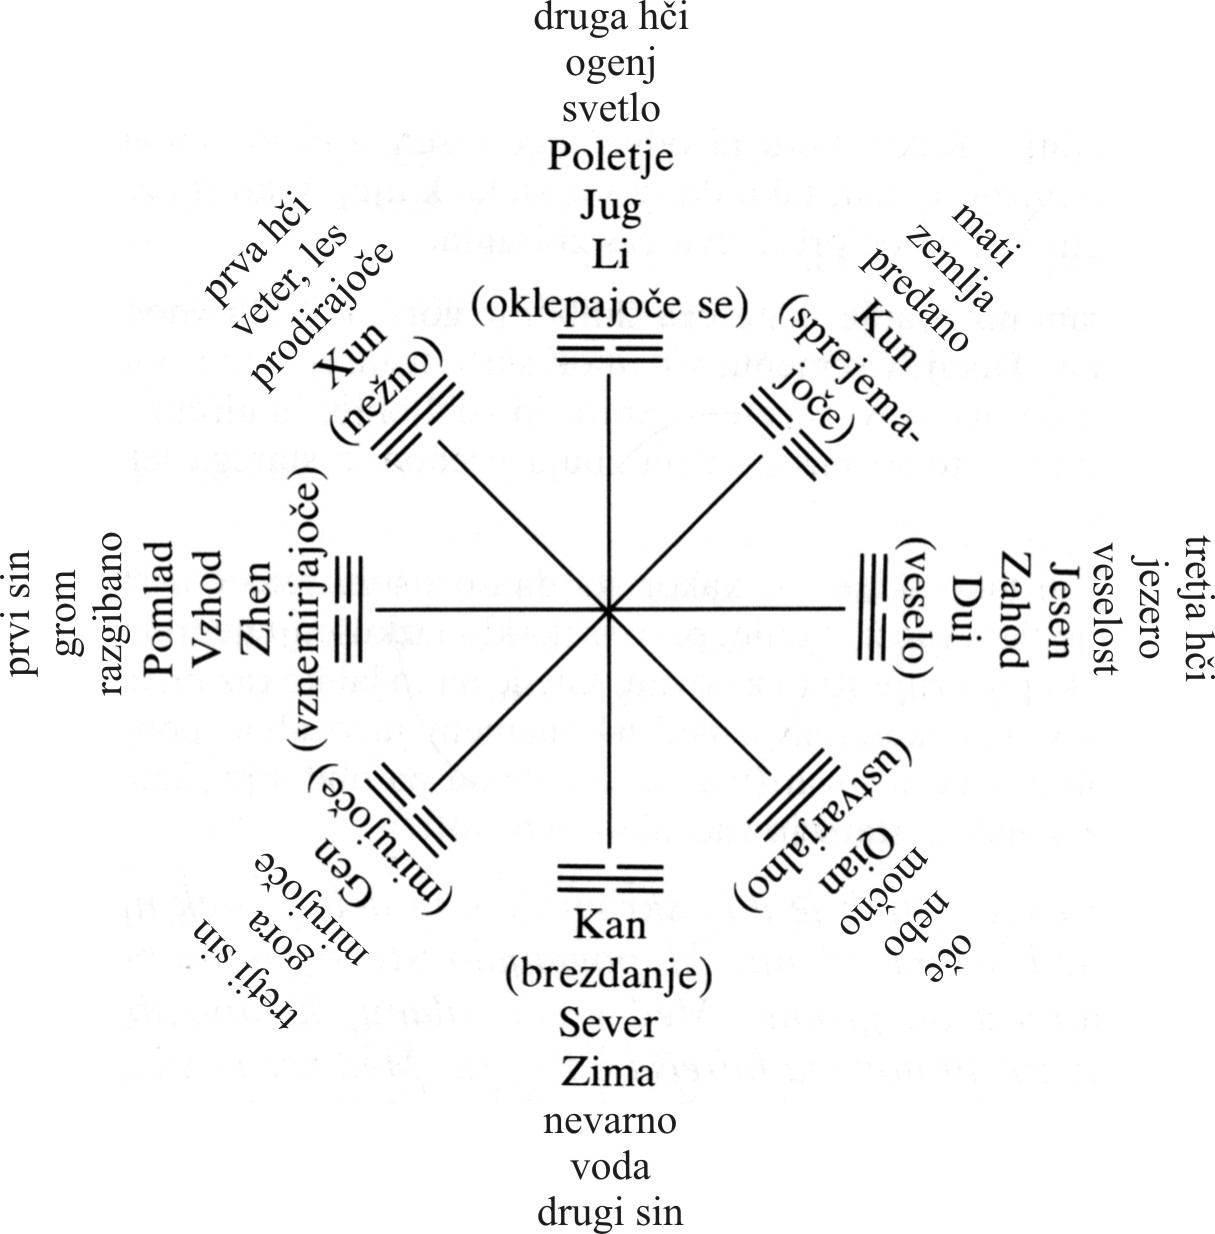 druga hči
ogenj
svetlo
Poletje
Jug
Li
(oklepajoče se)
mati
zemlja
predano
Kun
(sprejema-
joče)
tretja hči
jezero
veselost
Jesen
Zahod
Dui
(veselo)
oče
nebo
močno
Qian
(ustvarjalno)
Kan
(brezdanje)
Sever
Zima
nevarno
voda
drugi sin
tretji sin
gora
mirujoče
Gen
(mirujoče)
prvi sin
grom
razgibano
Pomlad
Vzhod
Zhen
(vznemirjajoče)
prva hči
veter, les
prodirajoče
Xun
(nežno)